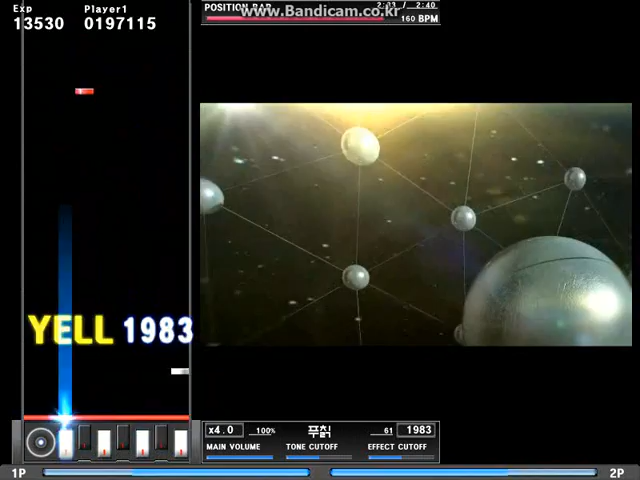 Exp
13530
Player1
0197115
POSITION BAR
2:03 / 2:40
www.Bandicam.co.kr
160 BPM
YELL 1983
x4.0
100%
푸칡
61
1983
MAIN VOLUME
TONE CUTOFF
EFFECT CUTOFF
1P
2P